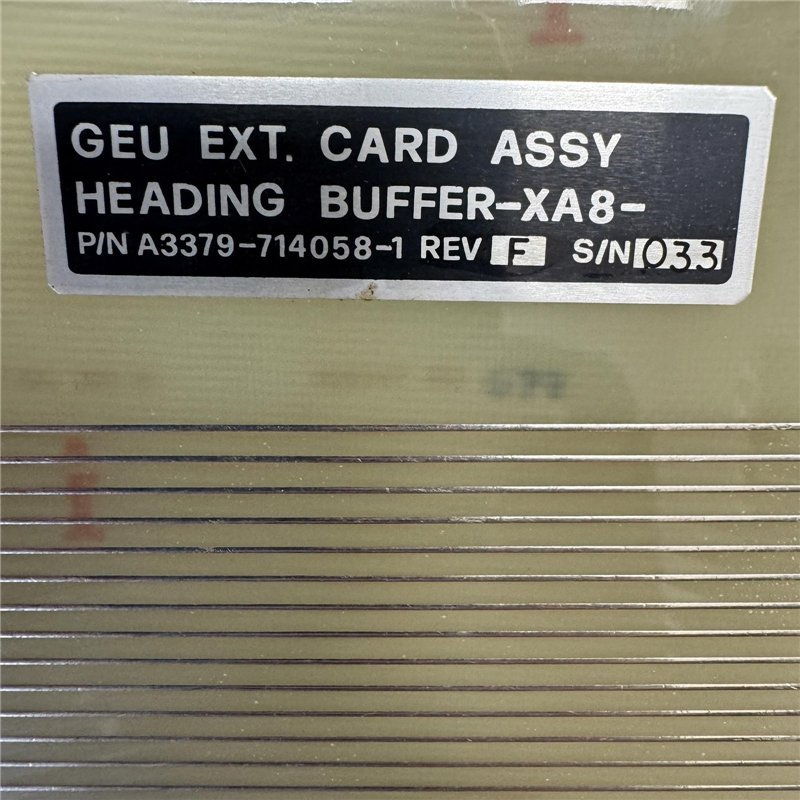 GEU EXT. CARD ASSY
HEADING BUFFER-XA8-
P/N A3379-714058-1 REV F S/N 033